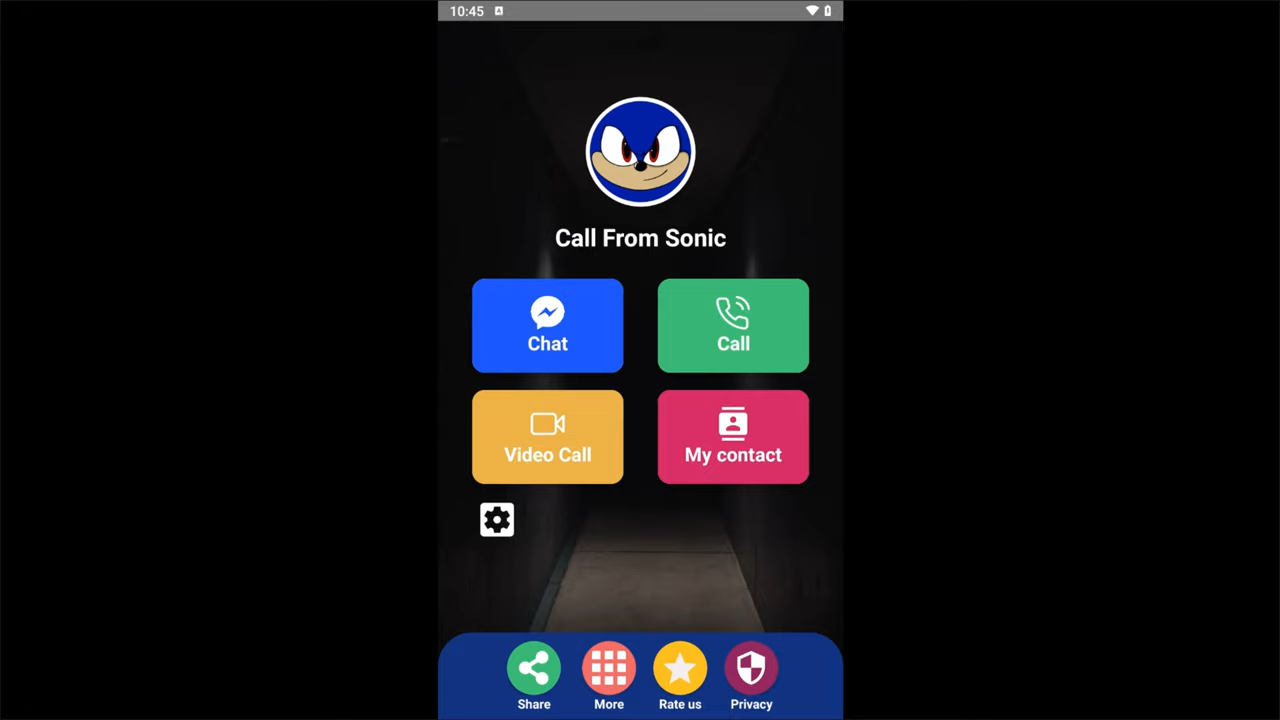 10:45
Call From Sonic
Chat
Call
Video Call
My contact
Share
More
Rate us
Privacy